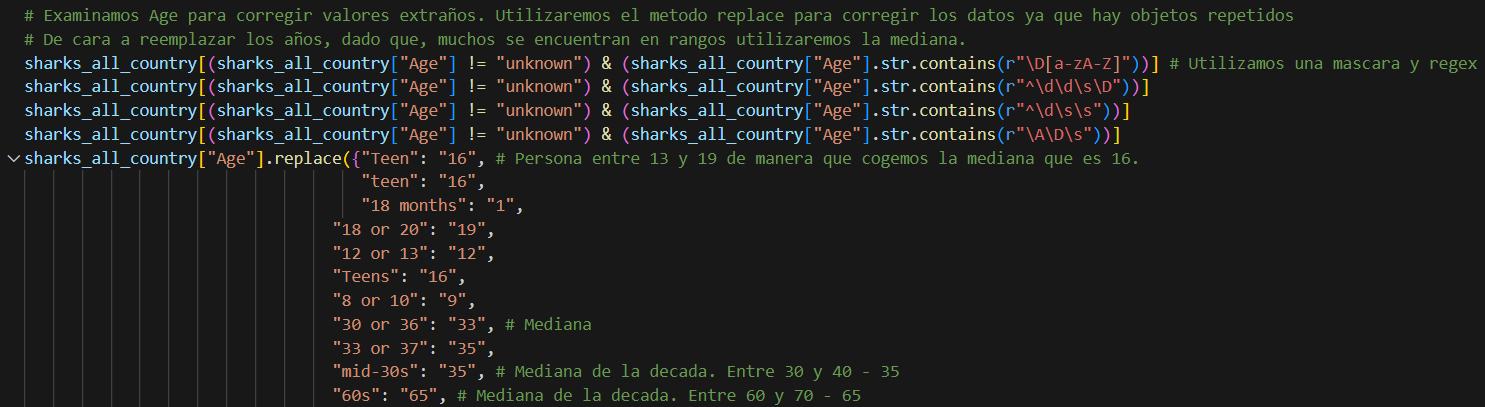 # Examinamos Age para corregir valores extraños. Utilizaremos el metodo replace para corregir los datos ya que hay objetos repetidos
# De cara a reemplazar los años, dado que, muchos se encuentran en rangos utilizaremos la mediana.
sharks_all_country[(sharks_all_country["Age"] != "unknown") & (sharks_all_country["Age"].str.contains(r"\D[a-zA-Z]"))] # Utilizamos una mascara y regex
sharks_all_country[(sharks_all_country["Age"] != "unknown") & (sharks_all_country["Age"].str.contains(r"^\d\d\s\D"))]
sharks_all_country[(sharks_all_country["Age"] != "unknown") & (sharks_all_country["Age"].str.contains(r"^\d\s\s"))]
sharks_all_country[(sharks_all_country["Age"] != "unknown") & (sharks_all_country["Age"].str.contains(r"\A\D\s"))]
sharks_all_country["Age"].replace({"Teen": "16", # Persona entre 13 y 19 de manera que cogemos la mediana que es 16.
"teen": "16",
"18 months": "1",
"18 or 20": "19",
"12 or 13": "12",
"Teens": "16",
"8 or 10": "9",
"30 or 36": "33", # Mediana
"33 or 37": "35",
"mid-30s": "35", # Mediana de la decada. Entre 30 y 40 - 35
"60s": "65", # Mediana de la decada. Entre 60 y 70 - 65